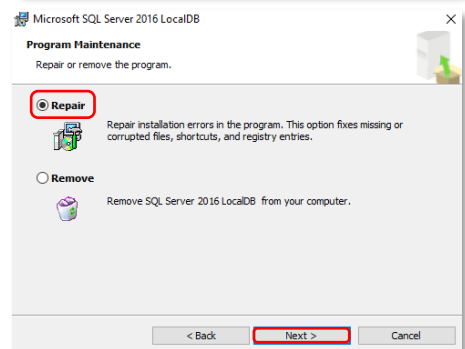 Microsoft SQL Server 2016 LocalDB
Program Maintenance
Repair or remove the program.
Repair
Repair installation errors in the program. This option fixes missing or
corrupted files, shortcuts, and registry entries.
Remove
Remove SQL Server 2016 LocalDB from your computer.
< Back
Next >
Cancel